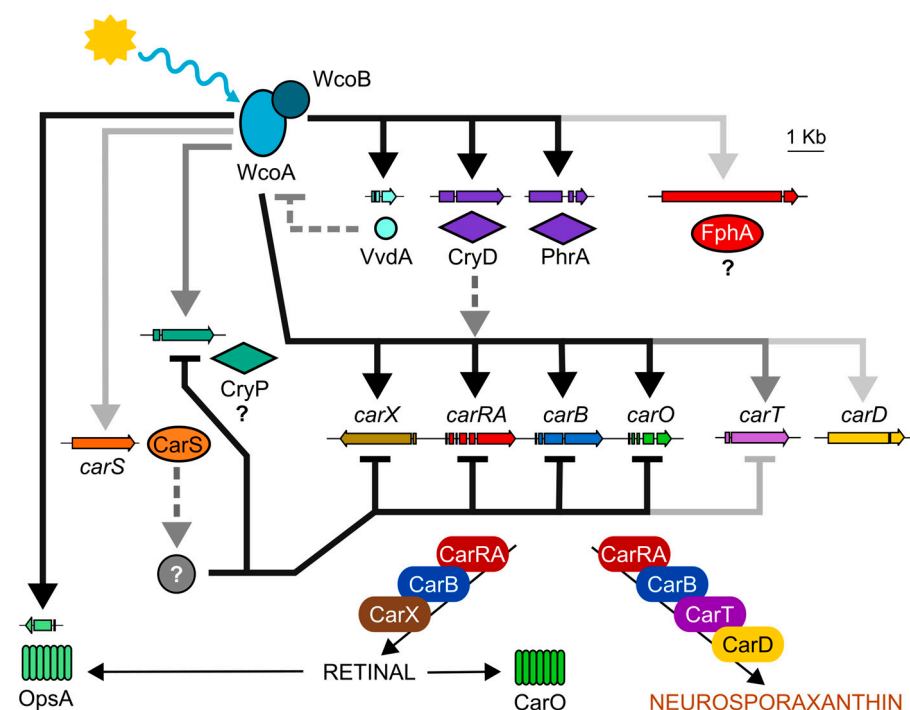 WcoB
1 Kb
WcoA
VvdA
CryD
PhrA
FphA
?
CryP
?
carX
carRA
carB
carO
carT
carD
carS
CarS
?
CarRA
CarB
CarX
CarRA
CarB
CarT
CarD
OpsA
RETINAL
CarO
NEUROSPORAXANTHIN